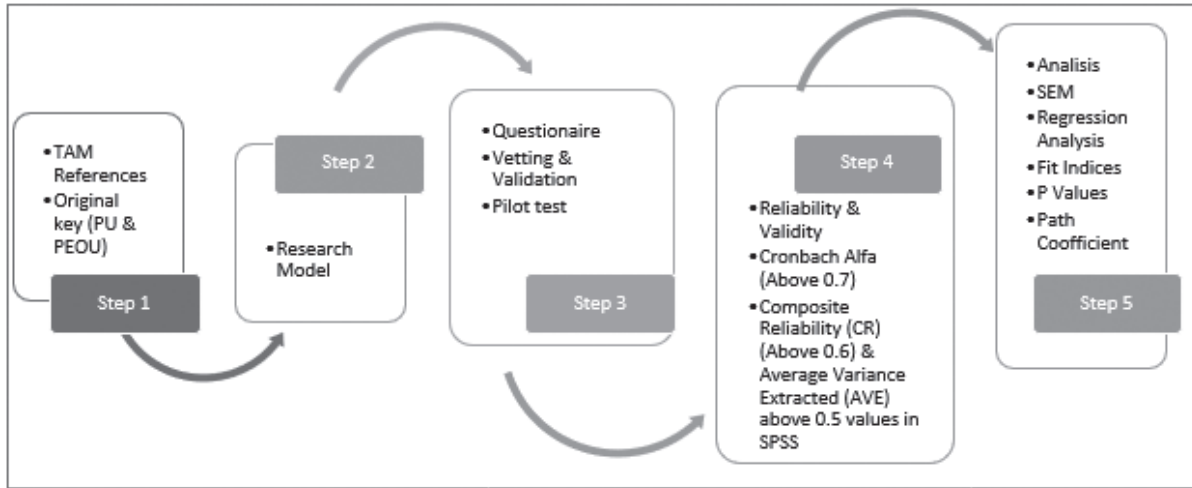 •TAM
References
•Original
key (PU &
PEOU)
Step 1
Step 2
•Research
Model
•Questionaire
•Vetting &
Validation
•Pilot test
Step 3
Step 4
•Reliability &
Validity
•Cronbach Alfa
(Above 0.7)
•Composite
Reliability (CR)
(Above 0.6) &
Average Variance
Extracted (AVE)
above 0.5 values in
SPSS
•Analisis
•SEM
•Regression
Analysis
•Fit Indices
•P Values
•Path
Cooefficient
Step 5